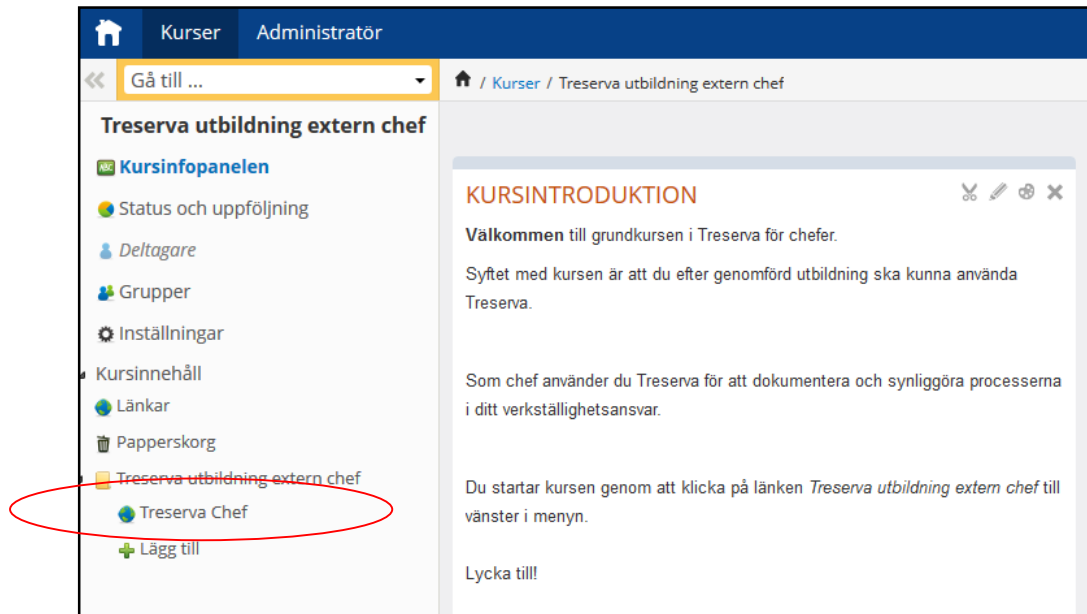 Kurser Administratör
Gå till ...
/ Kurser / Treserva utbildning extern chef
Treserva utbildning extern chef
ABC Kursinfopanelen
Status och uppföljning
Deltagare
Grupper
Inställningar
Kursinnehåll
Länkar
Papperskorg
Treserva utbildning extern chef
Treserva Chef
Lägg till
KURSINTRODUKTION
Välkommen till grundkursen i Treserva för chefer.
Syftet med kursen är att du efter genomförd utbildning ska kunna använda
Treserva.
Som chef använder du Treserva för att dokumentera och synliggöra processerna
i ditt verkställighetsansvar.
Du startar kursen genom att klicka på länken Treserva utbildning extern chef till
vänster i menyn.
Lycka till!